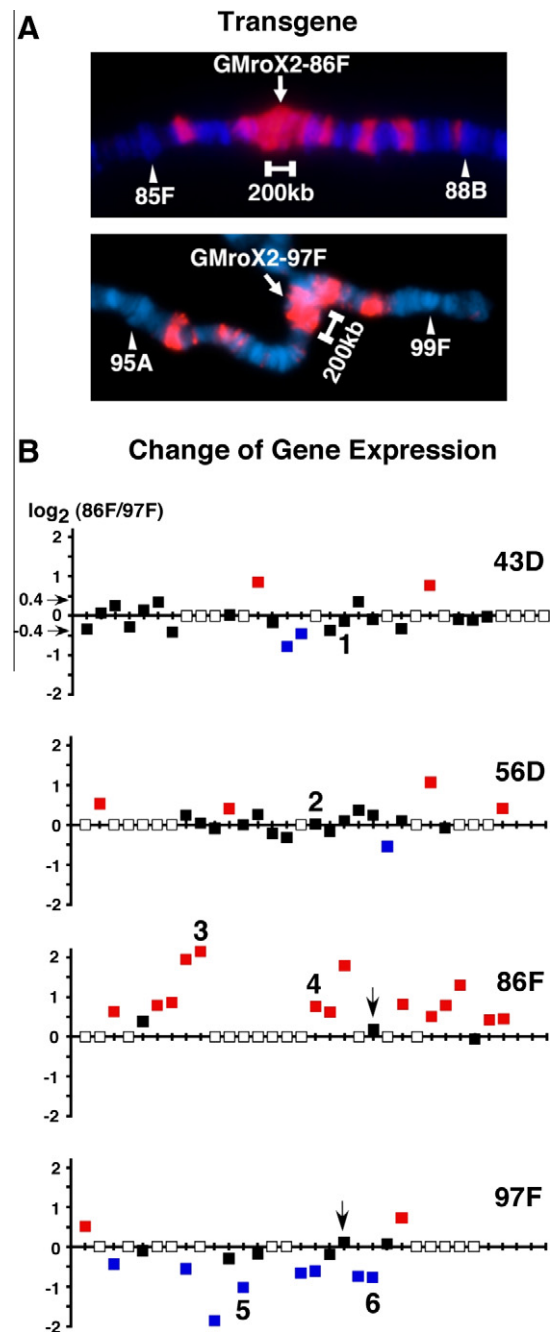 A
Transgene
GMroX2-86F
85F
200kb
88B
GMroX2-97F
95A
200kb
99F
B
Change of Gene Expression
log2 (86F/97F)
2
1
0.4
0
-0.4
-1
-2
43D
1
2
1
0
-1
-2
56D
2
2
1
0
-1
-2
86F
3
4
2
1
0
-1
-2
97F
5
6